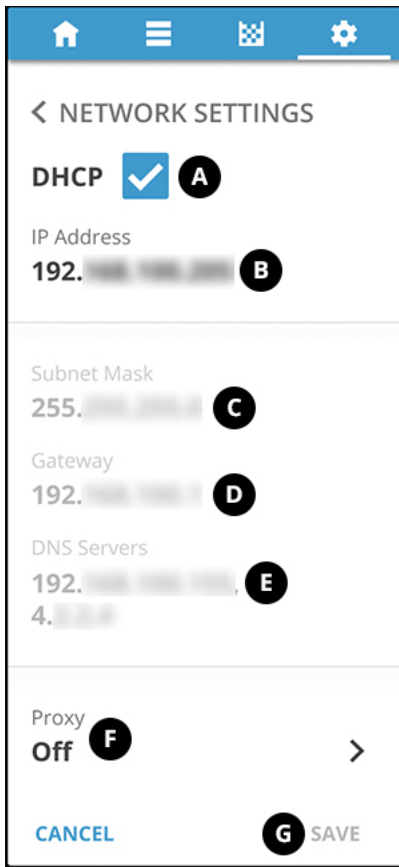 NETWORK SETTINGS
DHCP A
IP Address
192. B
Subnet Mask
255. C
Gateway
192. D
DNS Servers
192. , E
4.
Proxy
Off F
CANCEL G SAVE